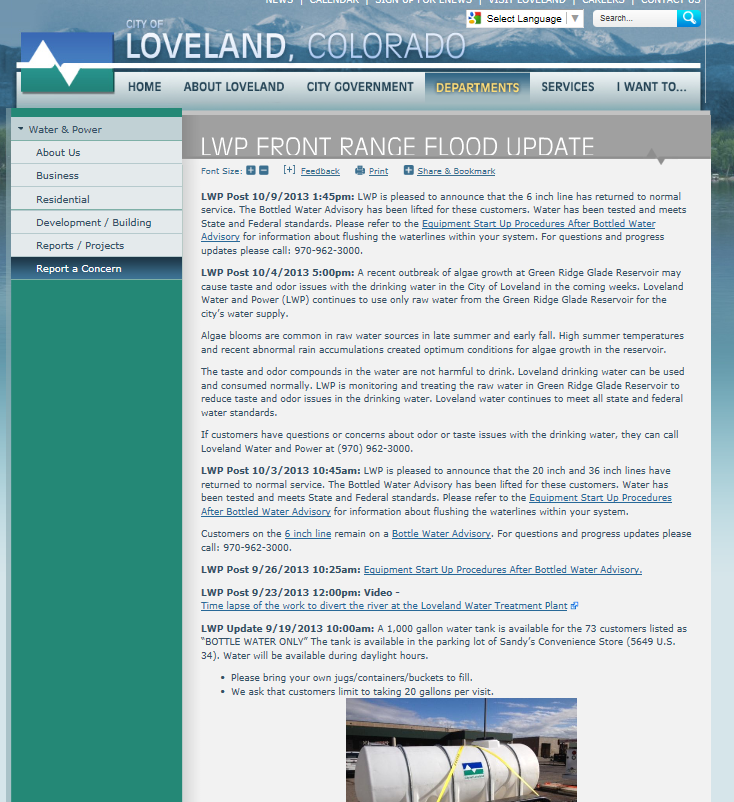 NEWS | CALENDAR | SIGN UP FOR ENEWS | VISIT LOVELAND | CAREERS | CONTACT US
Select Language ▼
Search...
CITY OF
LOVELAND, COLORADO
HOME ABOUT LOVELAND CITY GOVERNMENT DEPARTMENTS SERVICES I WANT TO...
Water & Power
About Us
Business
Residential
Development / Building
Reports / Projects
Report a Concern
LWP FRONT RANGE FLOOD UPDATE
Font Size: + - [+] Feedback Print Share & Bookmark
LWP Post 10/9/2013 1:45pm: LWP is pleased to announce that the 6 inch line has returned to normal
service. The Bottled Water Advisory has been lifted for these customers. Water has been tested and meets
State and Federal standards. Please refer to the Equipment Start Up Procedures After Bottled Water
Advisory for information about flushing the waterlines within your system. For questions and progress
updates please call: 970-962-3000.
LWP Post 10/4/2013 5:00pm: A recent outbreak of algae growth at Green Ridge Glade Reservoir may
cause taste and odor issues with the drinking water in the City of Loveland in the coming weeks. Loveland
Water and Power (LWP) continues to use only raw water from the Green Ridge Glade Reservoir for the
city's water supply.
Algae blooms are common in raw water sources in late summer and early fall. High summer temperatures
and recent abnormal rain accumulations created optimum conditions for algae growth in the reservoir.
The taste and odor compounds in the water are not harmful to drink. Loveland drinking water can be used
and consumed normally. LWP is monitoring and treating the raw water in Green Ridge Glade Reservoir to
reduce taste and odor issues in the drinking water. Loveland water continues to meet all state and federal
water standards.
If customers have questions or concerns about odor or taste issues with the drinking water, they can call
Loveland Water and Power at (970) 962-3000.
LWP Post 10/3/2013 10:45am: LWP is pleased to announce that the 20 inch and 36 inch lines have
returned to normal service. The Bottled Water Advisory has been lifted for these customers. Water has
been tested and meets State and Federal standards. Please refer to the Equipment Start Up Procedures
After Bottled Water Advisory for information about flushing the waterlines within your system.
Customers on the 6 inch line remain on a Bottle Water Advisory. For questions and progress updates please
call: 970-962-3000.
LWP Post 9/26/2013 10:25am: Equipment Start Up Procedures After Bottled Water Advisory.
LWP Post 9/23/2013 12:00pm: Video -
Time lapse of the work to divert the river at the Loveland Water Treatment Plant
LWP Update 9/19/2013 10:00am: A 1,000 gallon water tank is available for the 73 customers listed as
"BOTTLE WATER ONLY" The tank is available in the parking lot of Sandy's Convenience Store (5649 U.S.
34). Water will be available during daylight hours.
• Please bring your own jugs/containers/buckets to fill.
• We ask that customers limit to taking 20 gallons per visit.